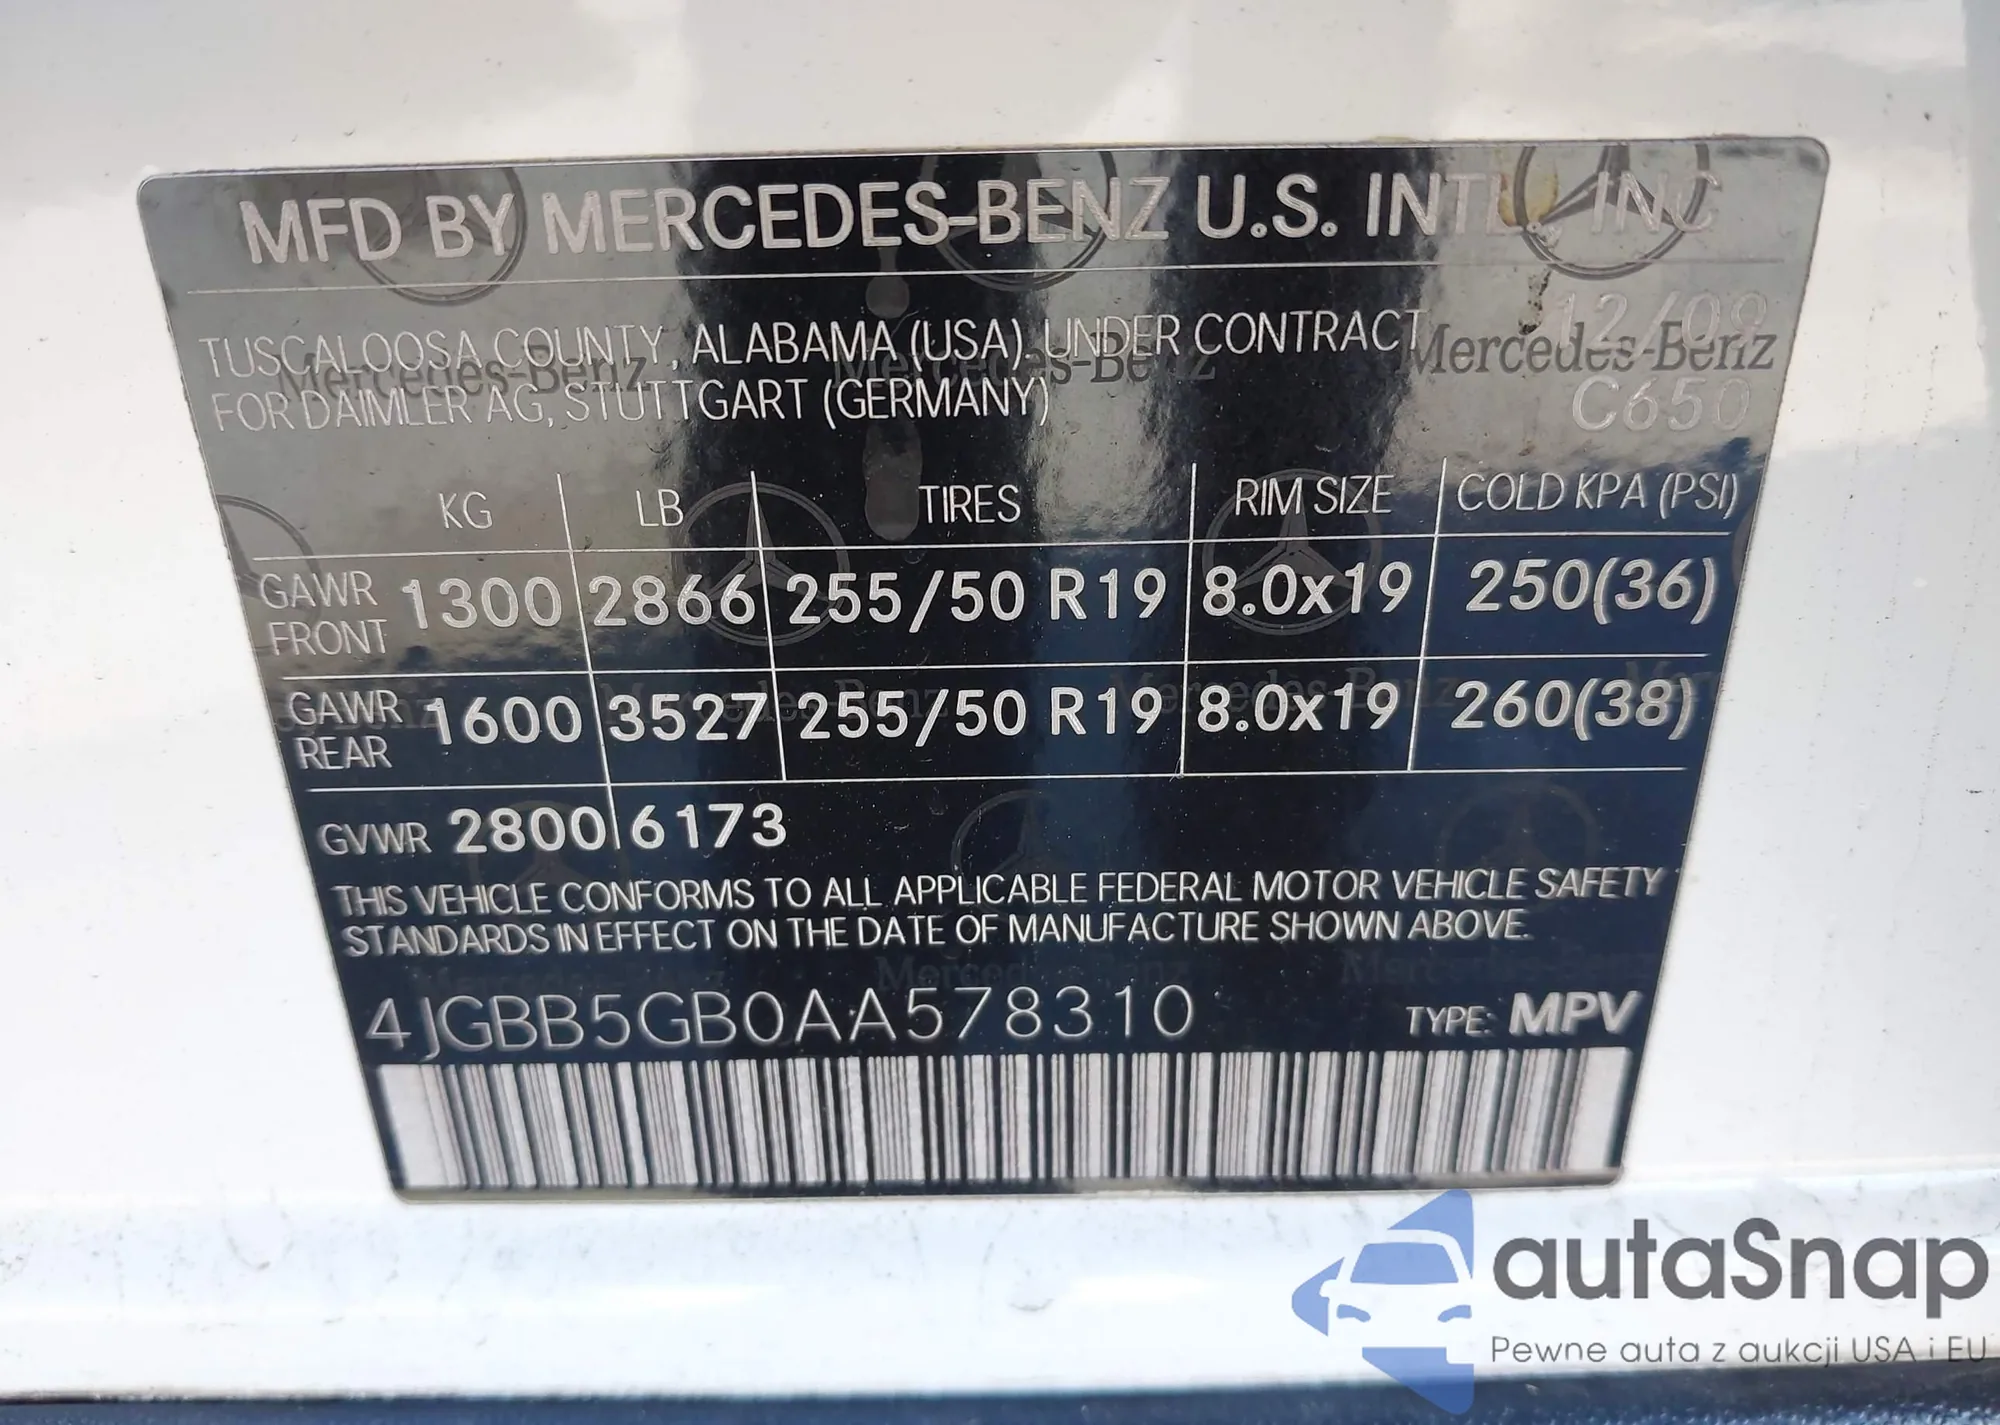 MFD BY MERCEDES-BENZ U.S. INTL., INC
TUSCALOOSA COUNTY, ALABAMA (USA) UNDER CONTRACT 12/09
FOR DAIMLER AG, STUTTGART (GERMANY) C650
KG LB TIRES RIM SIZE COLD KPA (PSI)
GAWR FRONT 1300 2866 255/50 R19 8.0x19 250(36)
GAWR REAR 1600 3527 255/50 R19 8.0x19 260(38)
GVWR 2800 6173
THIS VEHICLE CONFORMS TO ALL APPLICABLE FEDERAL MOTOR VEHICLE SAFETY
STANDARDS IN EFFECT ON THE DATE OF MANUFACTURE SHOWN ABOVE.
4JGBB5GB0AA578310 TYPE: MPV
autaSnap
Pewne auta z aukcji USA i EU